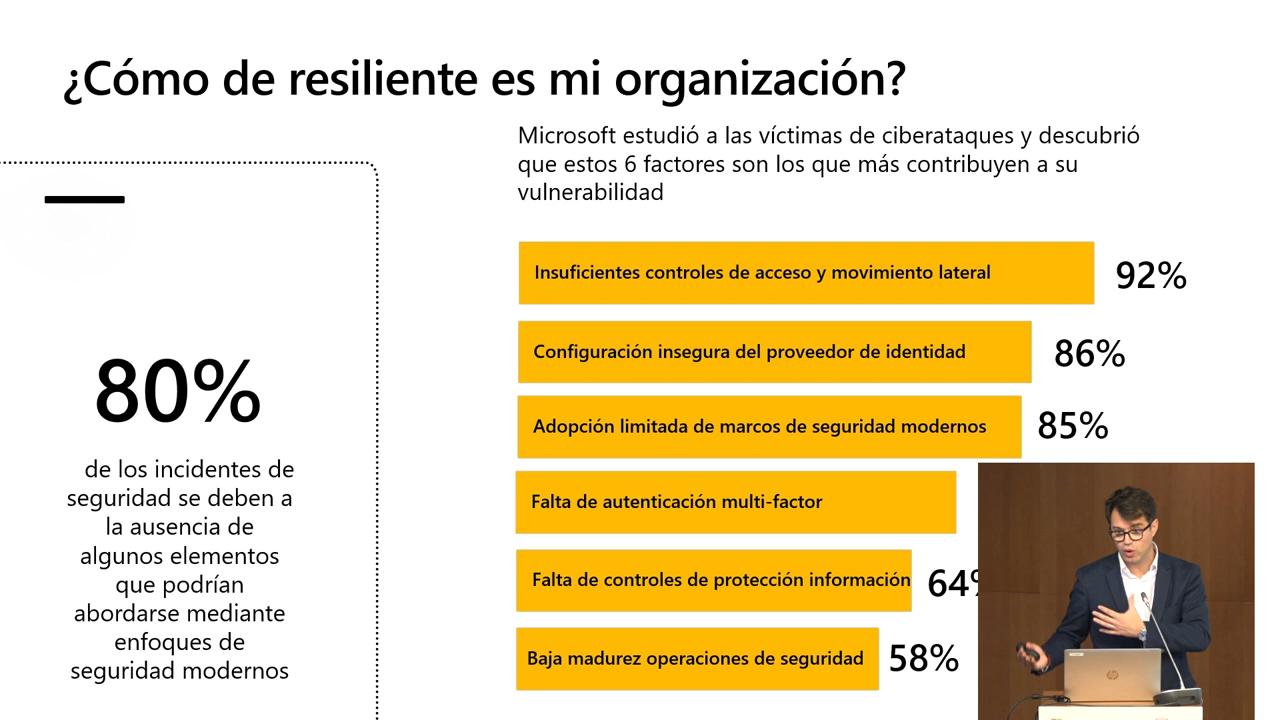 ¿Cómo de resiliente es mi organización?
Microsoft estudió a las víctimas de ciberataques y descubrió
que estos 6 factores son los que más contribuyen a su
vulnerabilidad
80%
de los incidentes de
seguridad se deben a
la ausencia de
algunos elementos
que podrían
abordarse mediante
enfoques de
seguridad modernos
Insuficientes controles de acceso y movimiento lateral
92%
Configuración insegura del proveedor de identidad
86%
Adopción limitada de marcos de seguridad modernos
85%
Falta de autenticación multi-factor
Falta de controles de protección información
64%
Baja madurez operaciones de seguridad
58%
hp